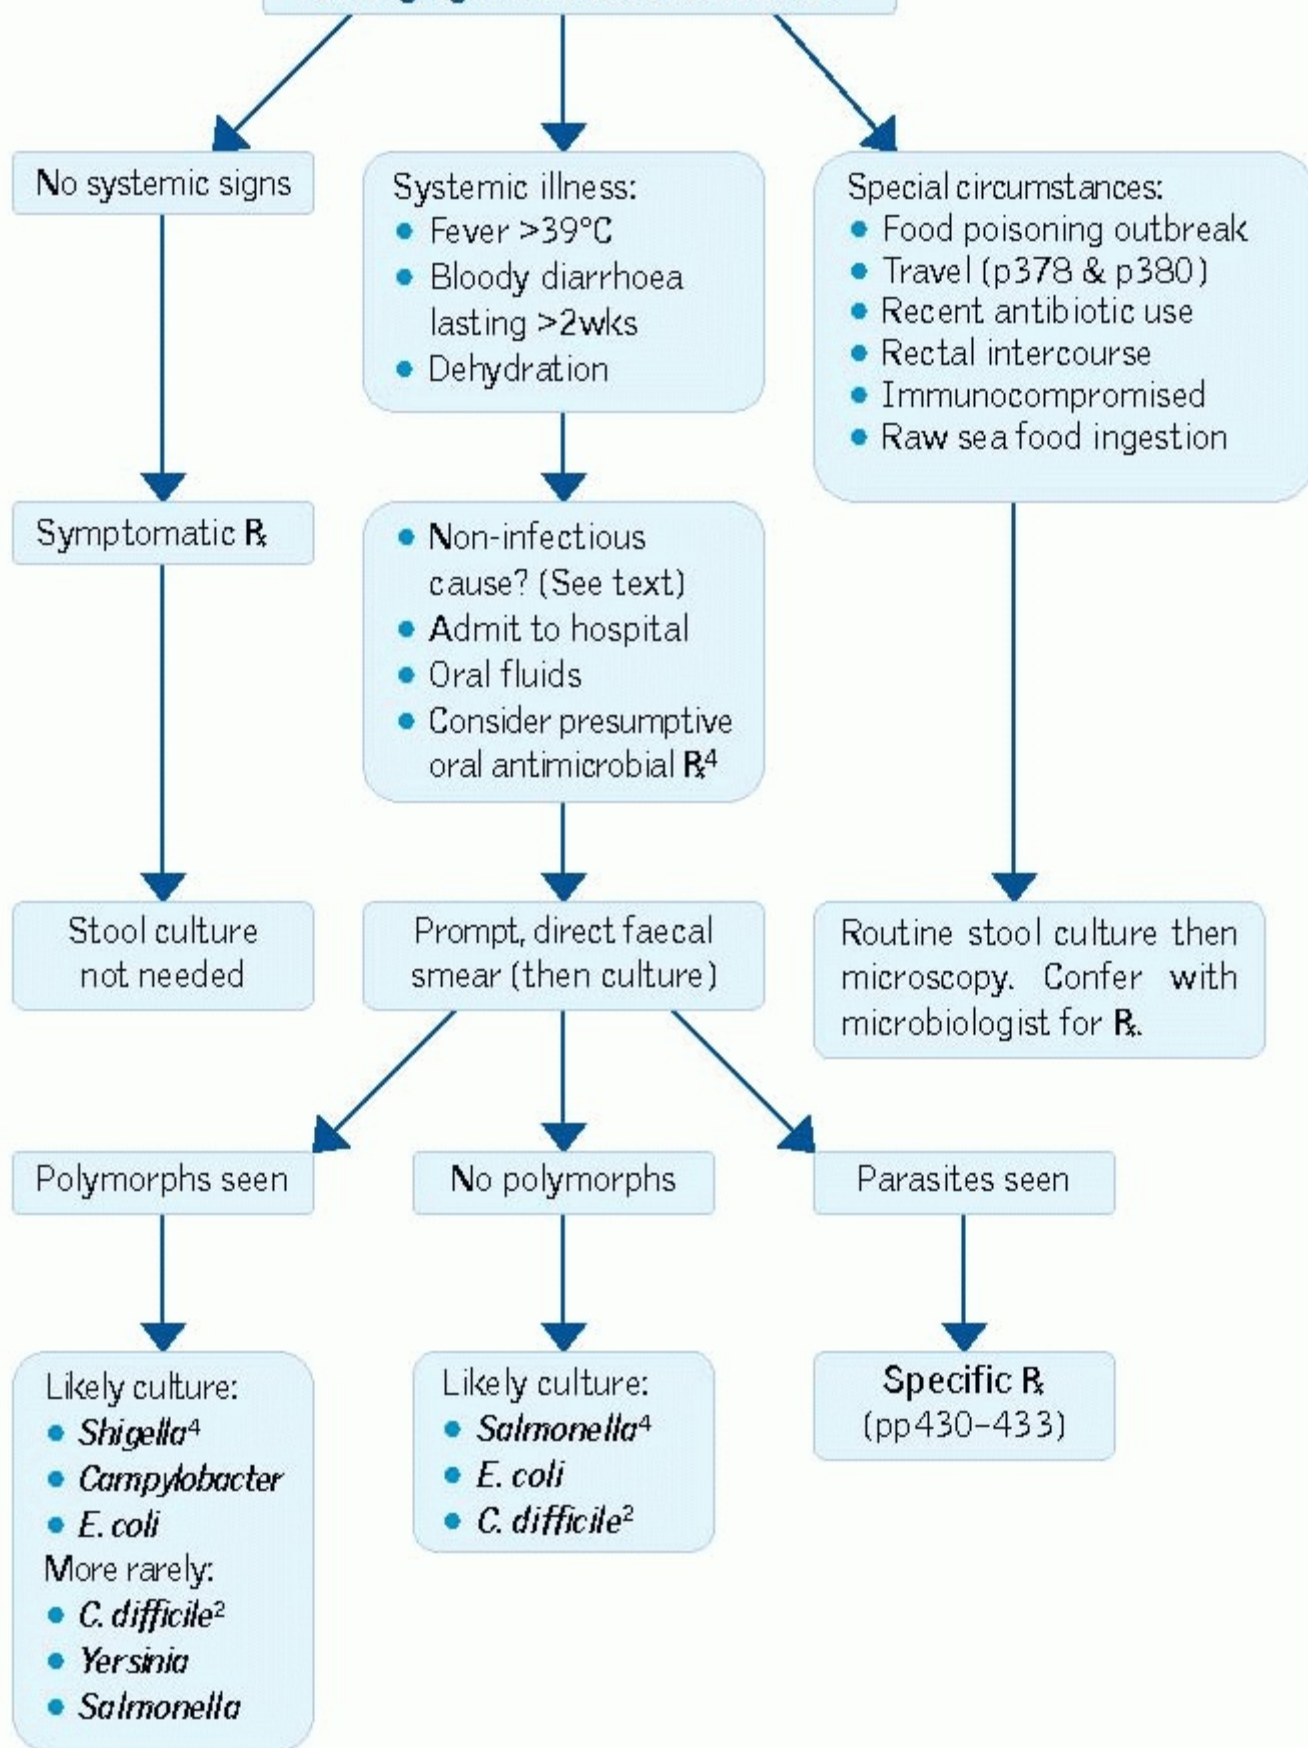 No systemic signs
Systemic illness:
• Fever >39°C
• Bloody diarrhoea
lasting >2wks
• Dehydration
Special circumstances:
• Food poisoning outbreak
• Travel (p378 & p380)
• Recent antibiotic use
• Rectal intercourse
• Immunocompromised
• Raw sea food ingestion
Symptomatic ℞
• Non-infectious
cause? (See text)
• Admit to hospital
• Oral fluids
• Consider presumptive
oral antimicrobial ℞⁴
Stool culture
not needed
Prompt, direct faecal
smear (then culture)
Routine stool culture then
microscopy. Confer with
microbiologist for ℞.
Polymorphs seen
No polymorphs
Parasites seen
Likely culture:
• Shigella⁴
• Campylobacter
• E. coli
More rarely:
• C. difficile²
• Yersinia
• Salmonella
Likely culture:
• Salmonella⁴
• E. coli
• C. difficile²
Specific ℞
(pp430–433)